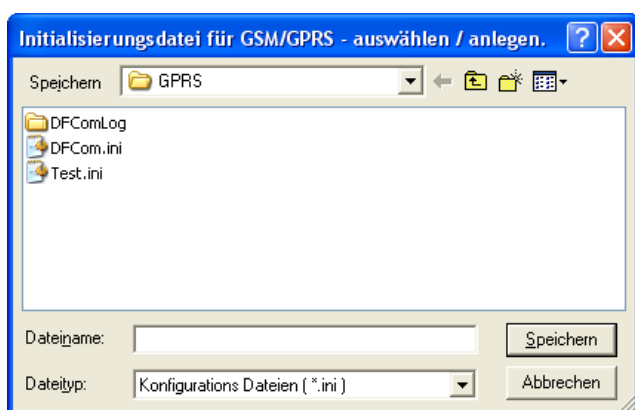 Initialisierungsdatei für GSM/GPRS - auswählen / anlegen.
Speichern GPRS
DFComLog
DFCom.ini
Test.ini
Dateiname: Speichern
Dateityp: Konfigurations Dateien ( *.ini ) Abbrechen